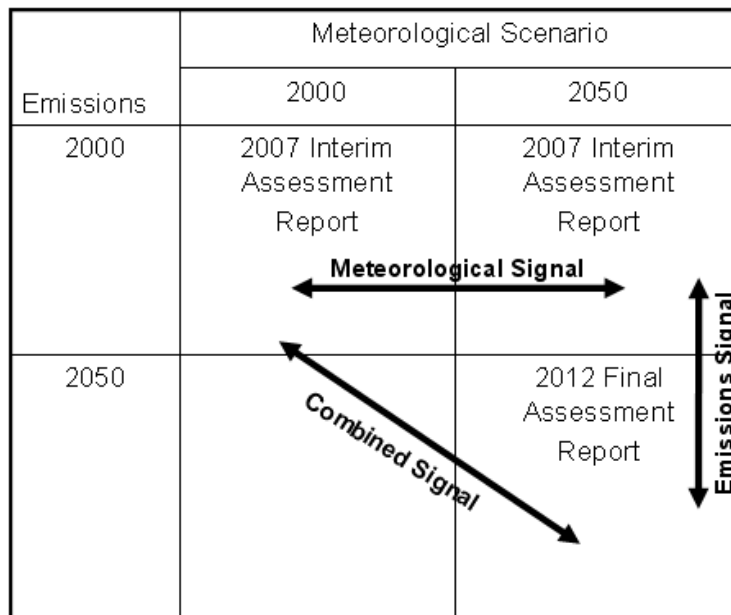 Meteorological Scenario
Emissions
2000
2050
2000
2007 Interim
Assessment
Report
2007 Interim
Assessment
Report
Meteorological Signal
Emissions Signal
2050
Combined Signal
2012 Final
Assessment
Report